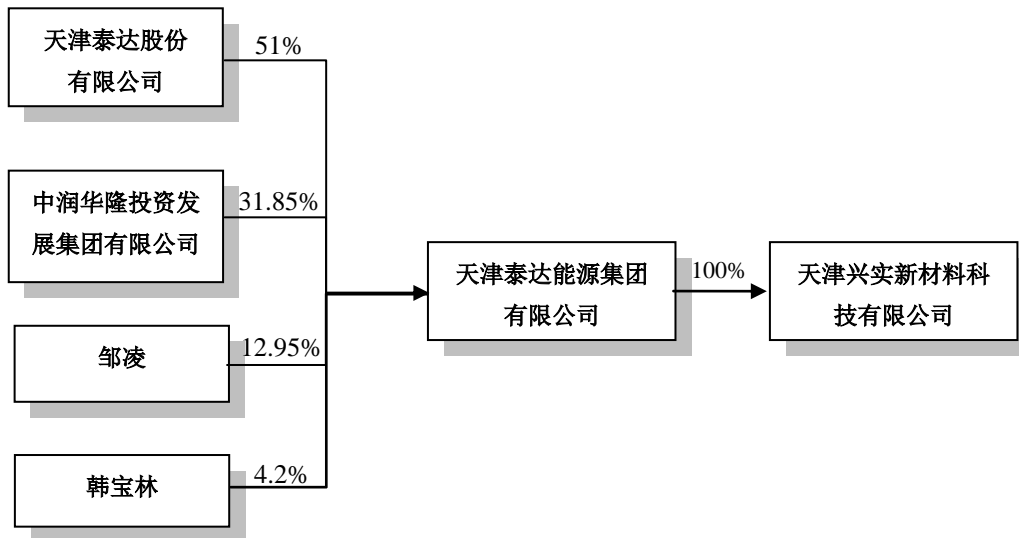 天津泰达股份
有限公司
51%
中润华隆投资发
展集团有限公司
31.85%
邹凌
12.95%
韩宝林
4.2%
天津泰达能源集团
有限公司
100%
天津兴实新材料科
技有限公司